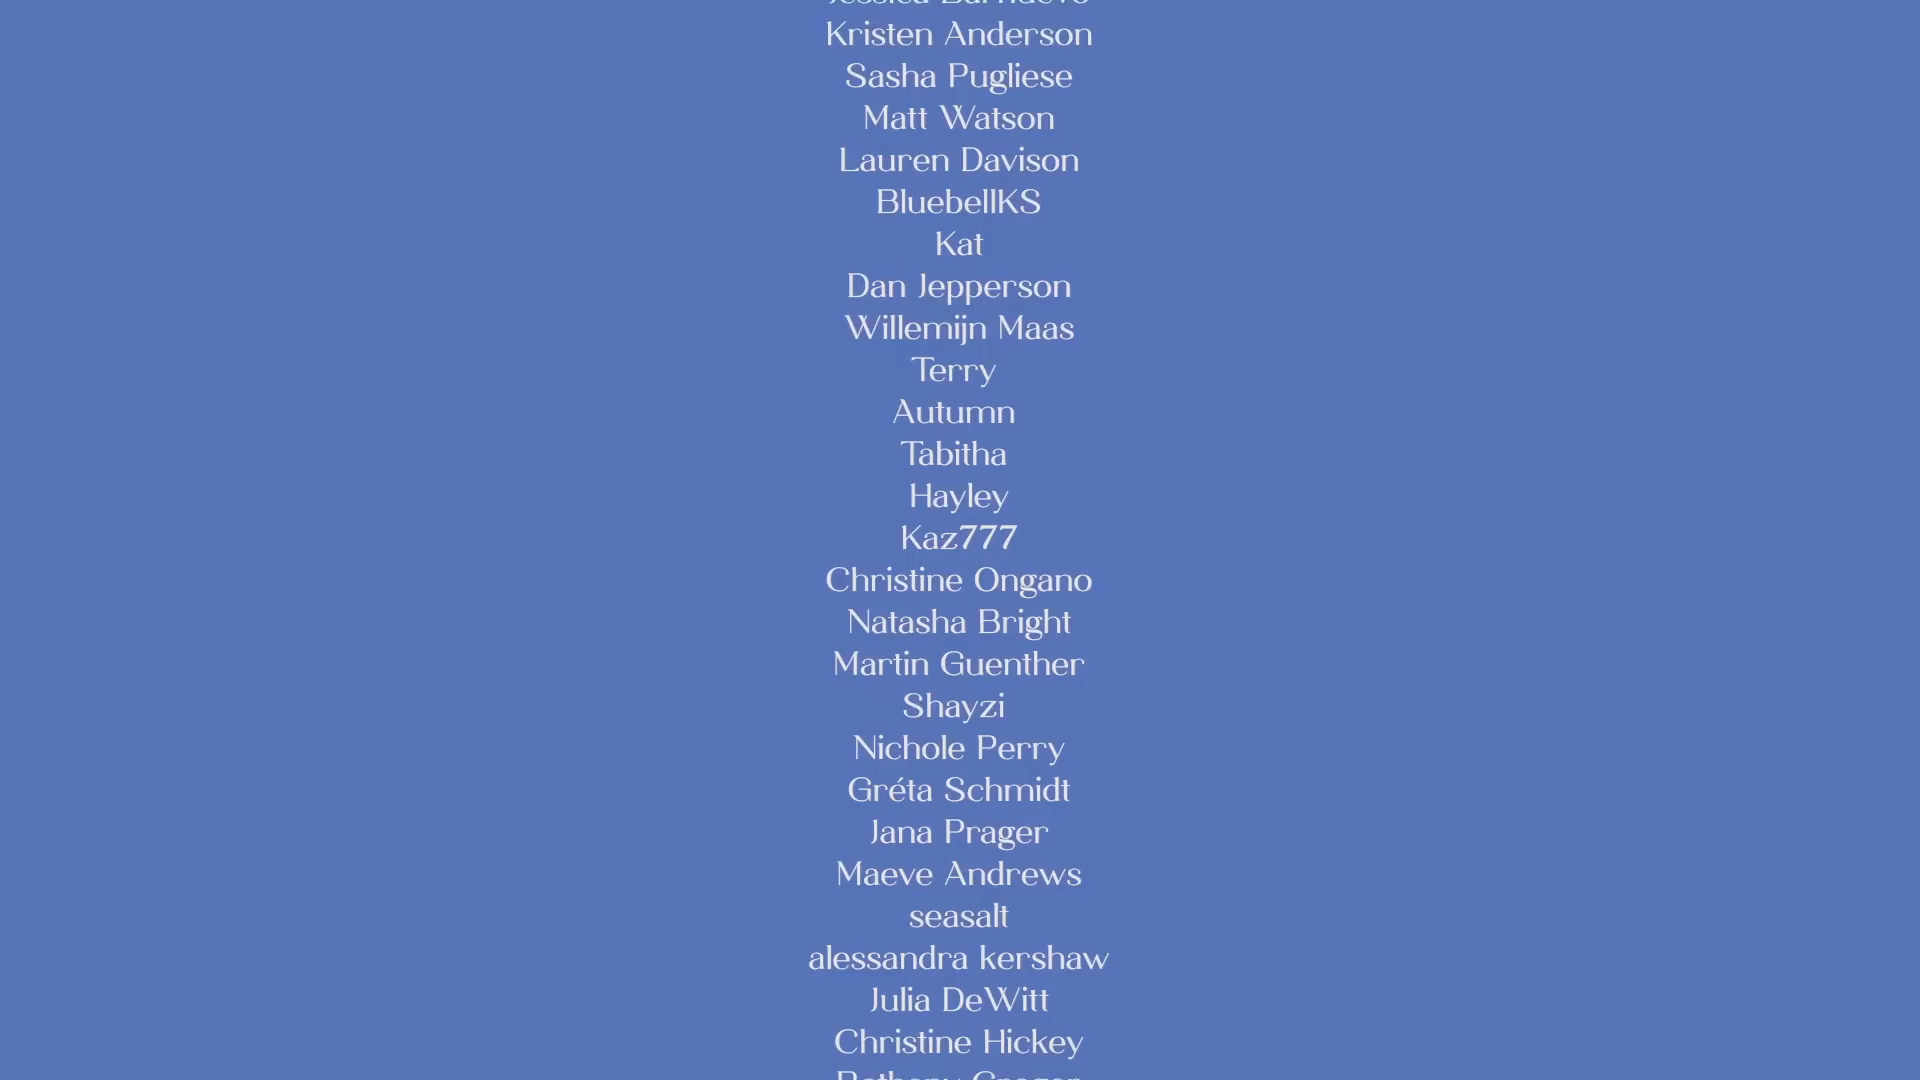 Kristen Anderson
Sasha Pugliese
Matt Watson
Lauren Davison
BluebellKS
Kat
Dan Jepperson
Willemijn Maas
Terry
Autumn
Tabitha
Hayley
Kaz777
Christine Ongano
Natasha Bright
Martin Guenther
Shayzi
Nichole Perry
Gréta Schmidt
Jana Prager
Maeve Andrews
seasalt
alessandra kershaw
Julia DeWitt
Christine Hickey